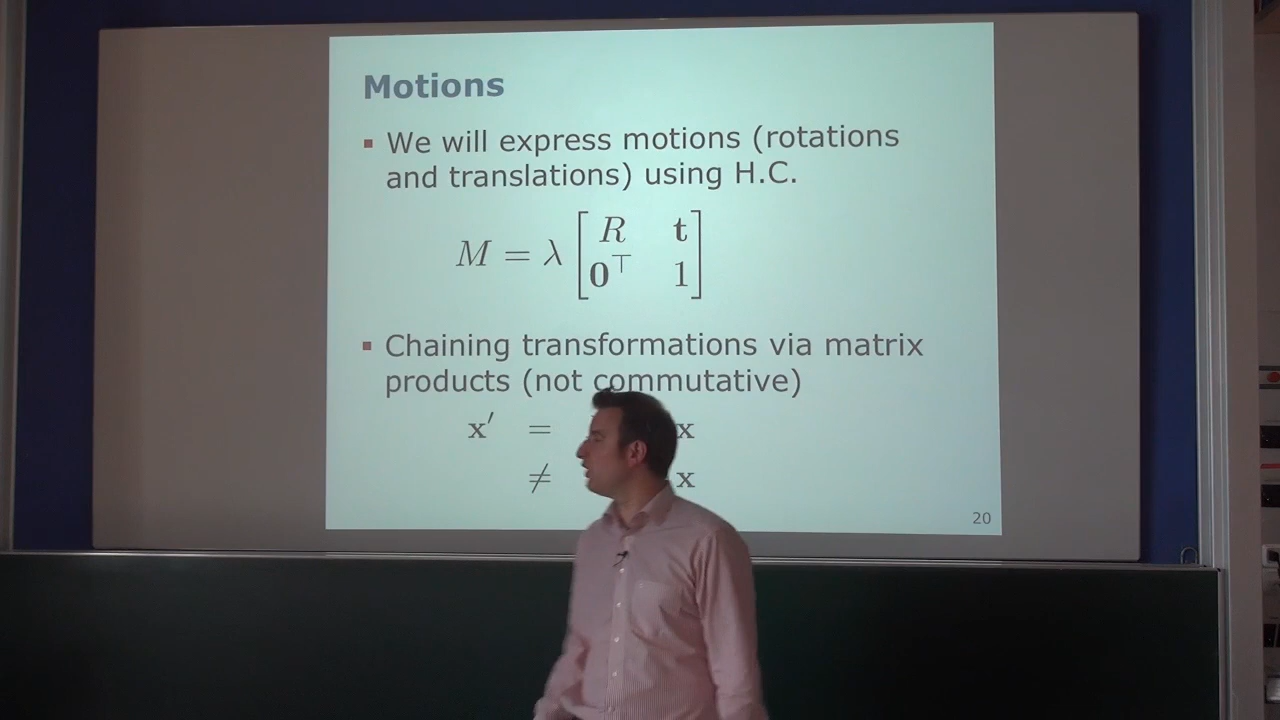 Motions
▪ We will express motions (rotations
and translations) using H.C.
M = λ [ R t
0⊤ 1 ]
▪ Chaining transformations via matrix
products (not commutative)
x′ = x
≠ x
20